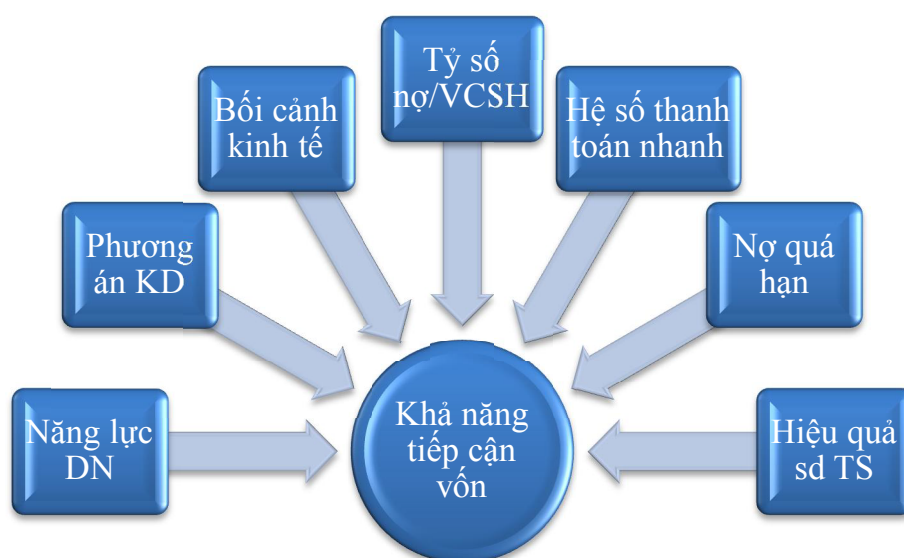 Tỷ số
nợ/VCSH
Bối cảnh
kinh tế
Hệ số thanh
toán nhanh
Phương
án KD
Nợ quá
hạn
Năng lực
DN
Khả năng
tiếp cận
vốn
Hiệu quả
sd TS